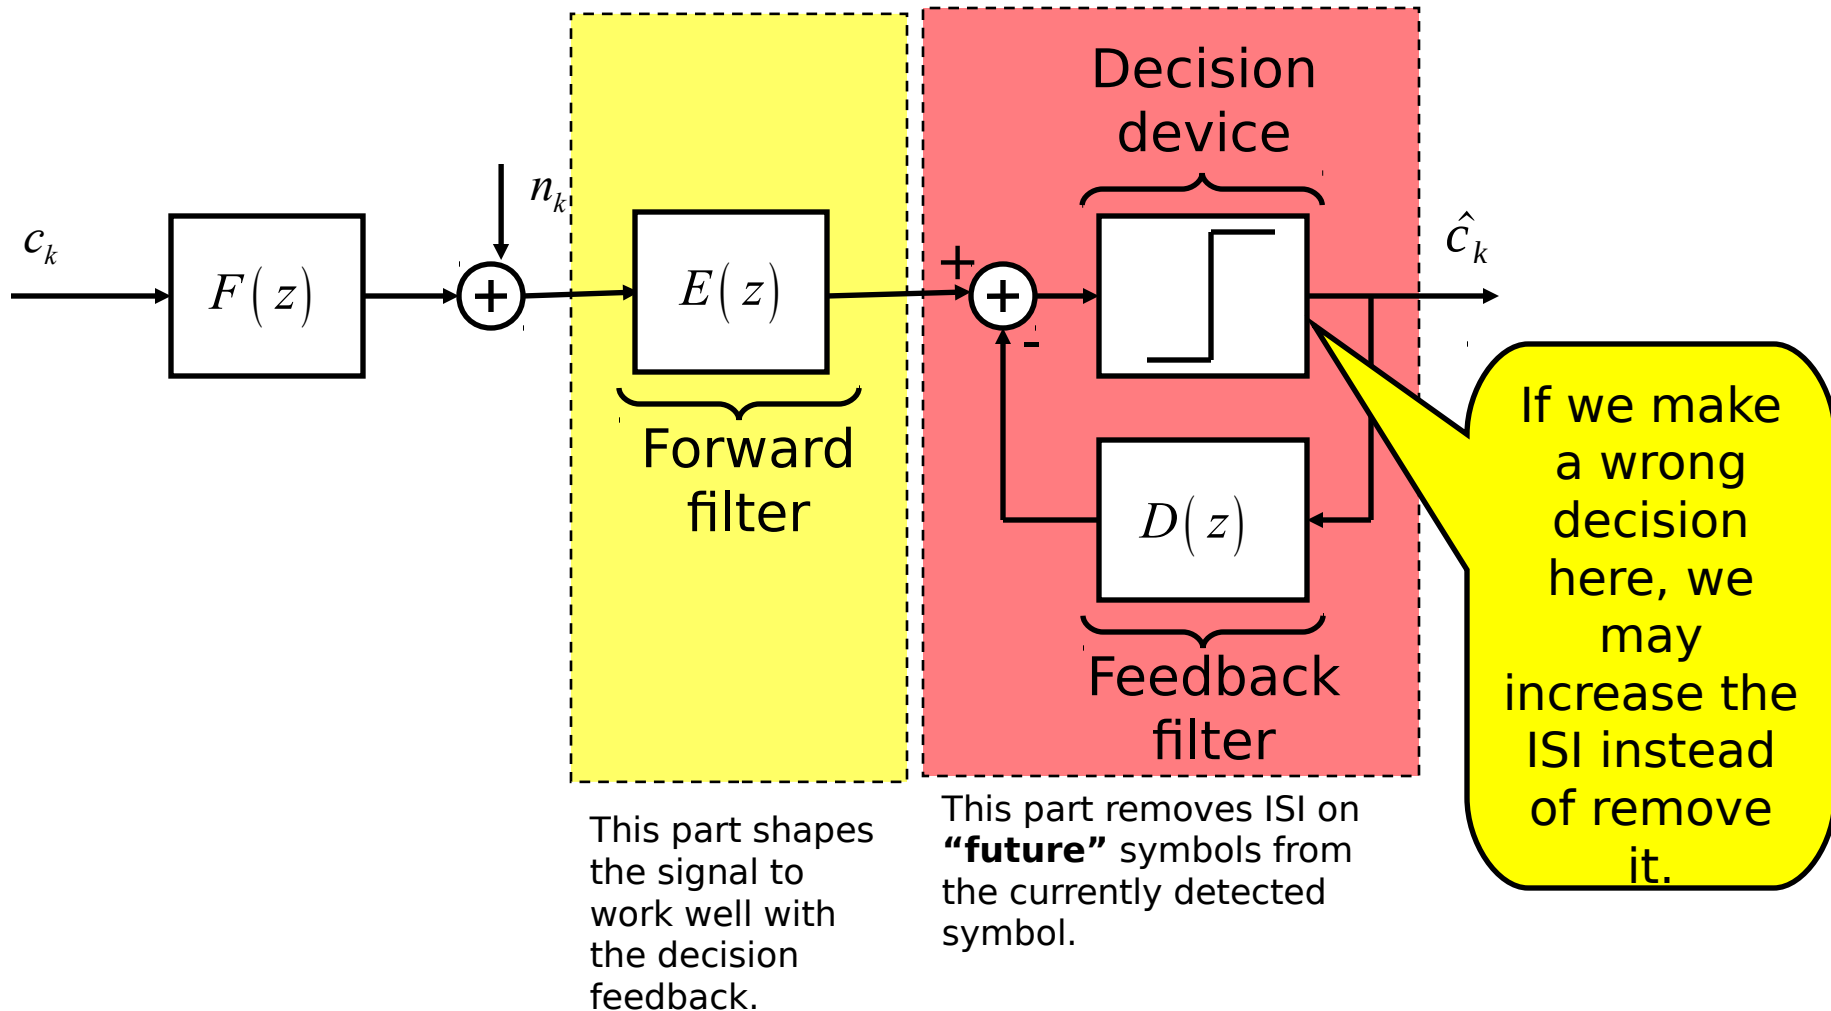 Decision
device
n_k
c_k
F(z)
+
E(z)
+
+
-
ĉ_k
Forward
filter
D(z)
Feedback
filter
If we make
a wrong
decision
here, we
may
increase the
ISI instead
of remove
it.
This part shapes
the signal to
work well with
the decision
feedback.
This part removes ISI on
“future” symbols from
the currently detected
symbol.